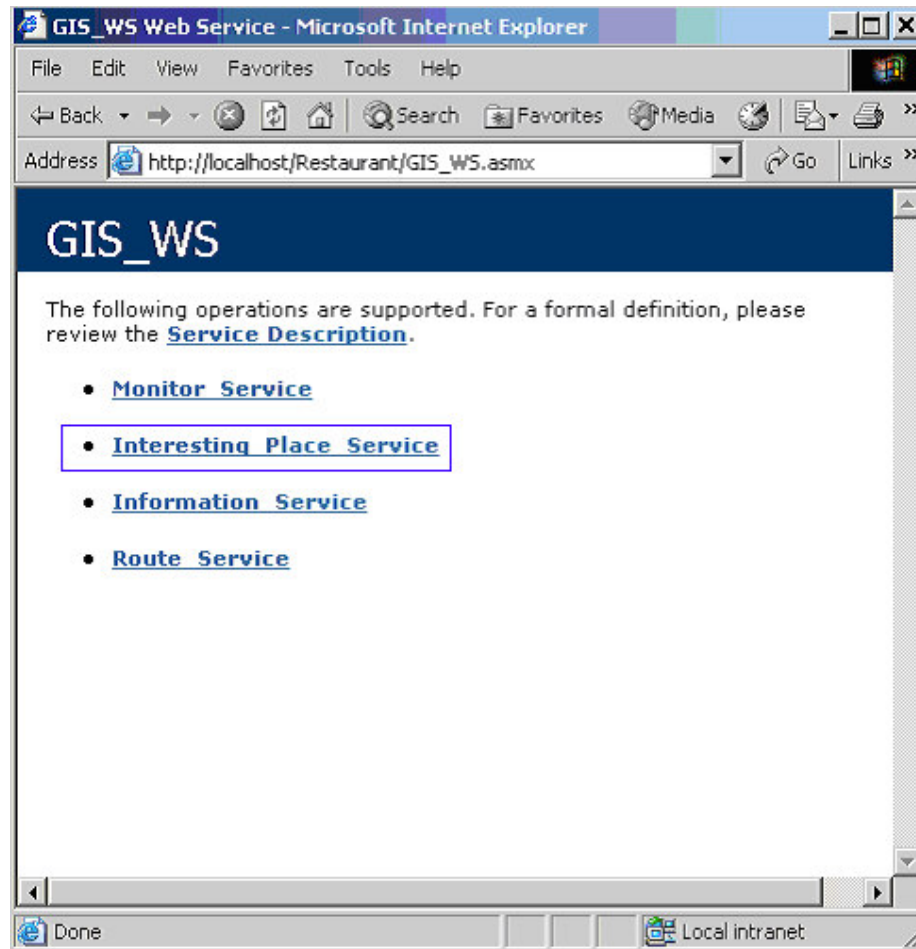 GIS_WS Web Service - Microsoft Internet Explorer
File Edit View Favorites Tools Help
Back Search Favorites Media
Address http://localhost/Restaurant/GIS_WS.asmx Go Links
GIS_WS
The following operations are supported. For a formal definition, please
review the Service Description.
Monitor_Service
Interesting_Place_Service
Information_Service
Route_Service
Done Local intranet